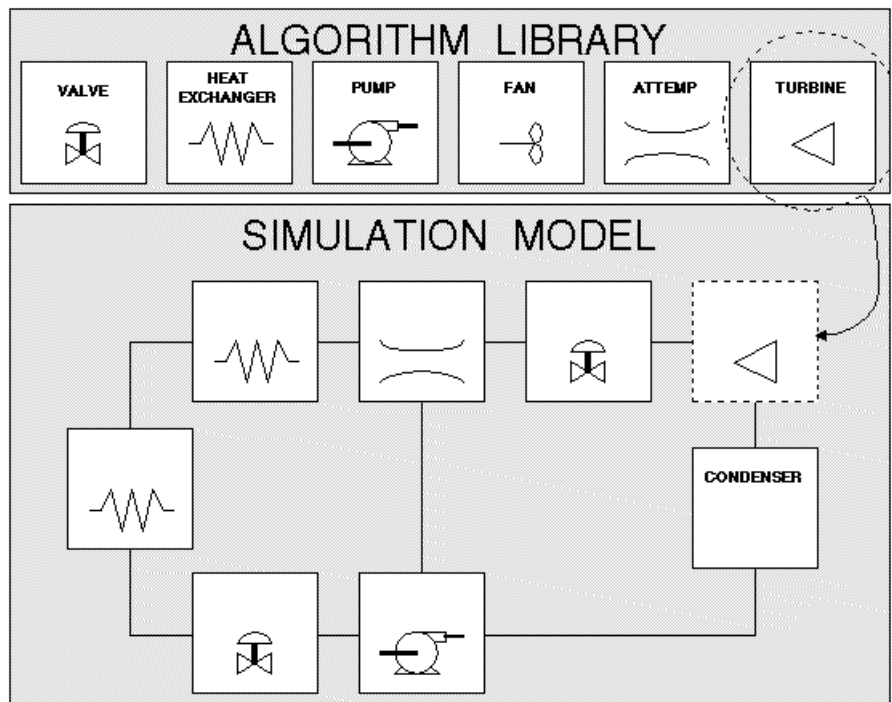 ALGORITHM LIBRARY
VALVE
HEAT
EXCHANGER
PUMP
FAN
ATTEMP
TURBINE
SIMULATION MODEL
CONDENSER